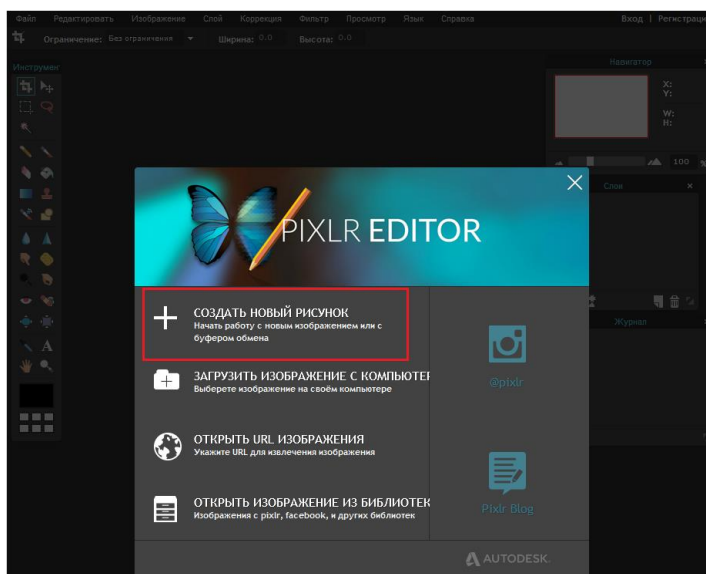 Файл Редактировать Изображение Слой Коррекция Фильтр Просмотр Язык Справка Вход | Регистраци
Ограничение: Без ограничения Ширина: 0.0 Высота: 0.0
Инструмен
Навигатор
X:
Y:
W:
H:
100 %
Слои
Журнал
PIXLR EDITOR
СОЗДАТЬ НОВЫЙ РИСУНОК
Начать работу с новым изображением или с
буфером обмена
ЗАГРУЗИТЬ ИЗОБРАЖЕНИЕ С КОМПЬЮТЕР
Выберете изображение на своём компьютере
ОТКРЫТЬ URL ИЗОБРАЖЕНИЯ
Укажите URL для извлечения изображения
ОТКРЫТЬ ИЗОБРАЖЕНИЕ ИЗ БИБЛИОТЕК
Изображения с pixlr, facebook, и других библиотек
@pixlr
Pixlr Blog
AUTODESK.